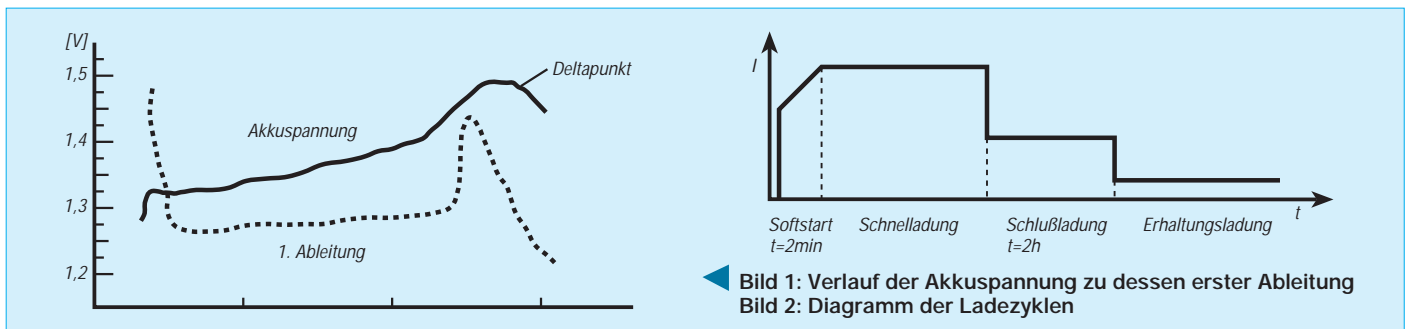 [V]
1,5
1,4
1,3
1,2
Deltapunkt
Akkuspannung
1. Ableitung
I
t
Softstart
t=2min
Schnelladung
Schlußladung
t=2h
Erhaltungsladung
Bild 1: Verlauf der Akkuspannung zu dessen erster Ableitung
Bild 2: Diagramm der Ladezyklen